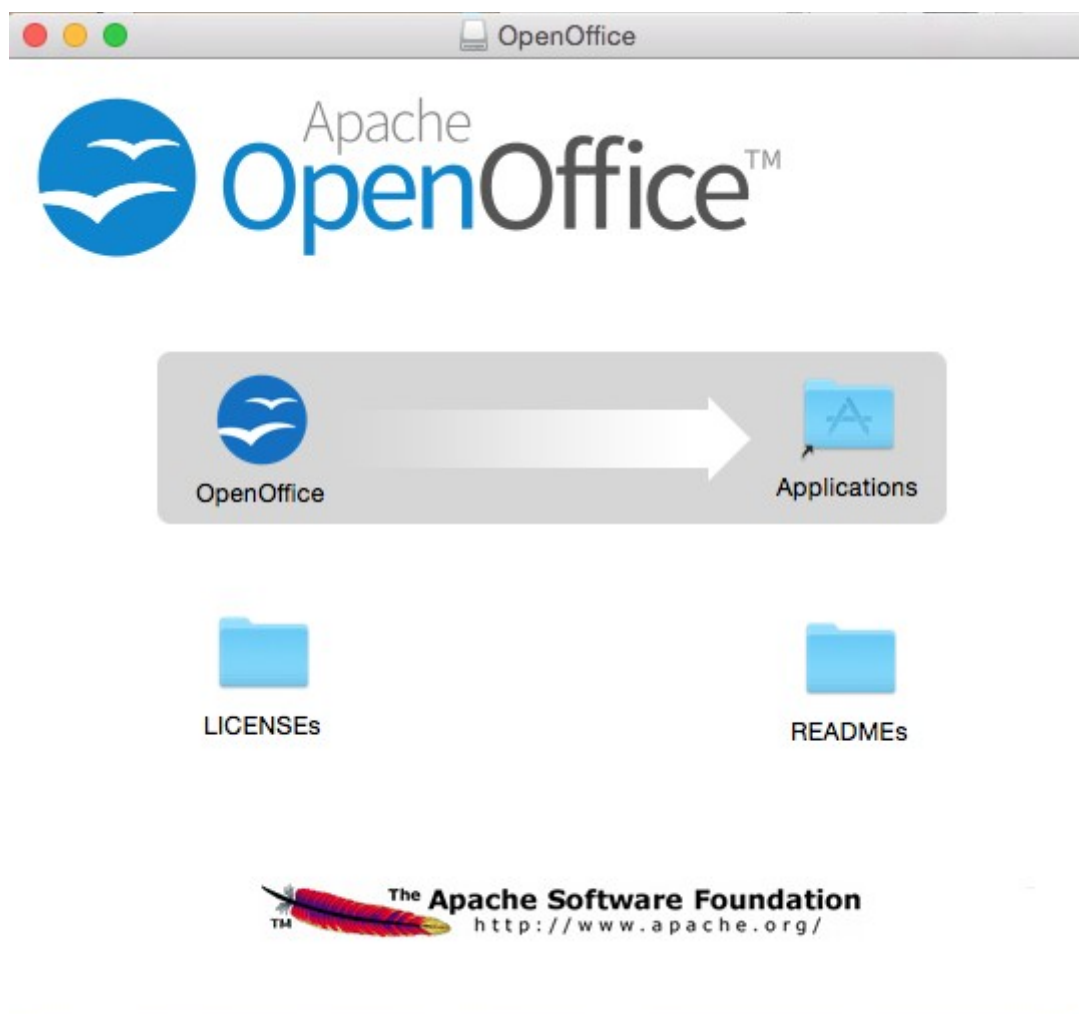 OpenOffice
Apache
OpenOffice™
OpenOffice
Applications
LICENSEs
READMEs
The Apache Software Foundation
TM
http://www.apache.org/